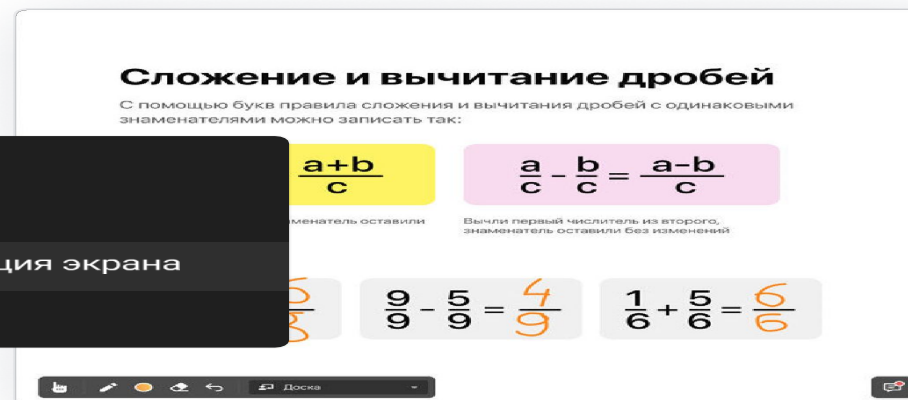 Сложение и вычитание дробей
С помощью букв правила сложения и вычитания дробей с одинаковыми
знаменателями можно записать так:
a+b/c
a/c - b/c = a-b/c
оставили
Вычли первый числитель из второго,
знаменатель оставили без изменений
экрана
9/9 - 5/9 = 4/9
1/6 + 5/6 = 6/6
Доска